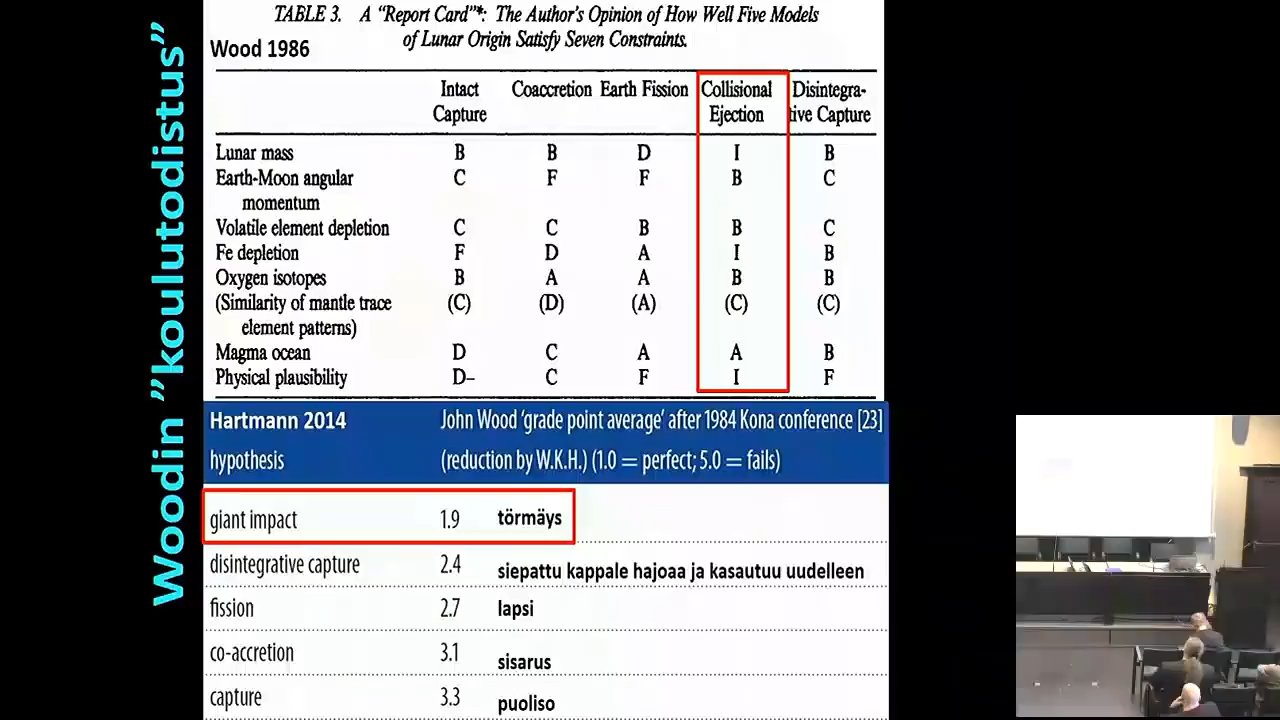 Woodin ”koulutodistus”
TABLE 3. A “Report Card”*: The Author’s Opinion of How Well Five Models
of Lunar Origin Satisfy Seven Constraints.
Wood 1986
Intact Capture Coaccretion Earth Fission Collisional Ejection Disintegra- tive Capture
Lunar mass B B D I B
Earth-Moon angular momentum C F F B C
Volatile element depletion C C B B C
Fe depletion F D A I B
Oxygen isotopes B A A B B
(Similarity of mantle trace element patterns) (C) (D) (A) (C) (C)
Magma ocean D C A A B
Physical plausibility D– C F I F
Hartmann 2014 John Wood ‘grade point average’ after 1984 Kona conference [23]
hypothesis (reduction by W.K.H.) (1.0 = perfect; 5.0 = fails)
giant impact 1.9 törmäys
disintegrative capture 2.4 siepattu kappale hajoaa ja kasautuu uudelleen
fission 2.7 lapsi
co-accretion 3.1 sisarus
capture 3.3 puoliso